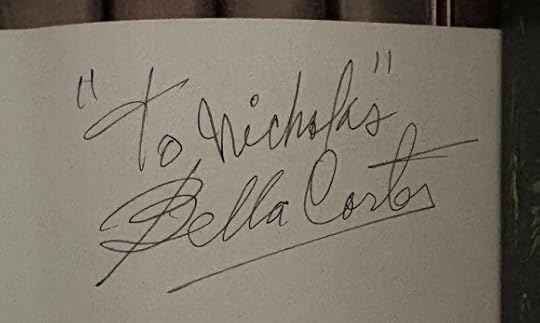 "To Nicholas"
Bella Cortes